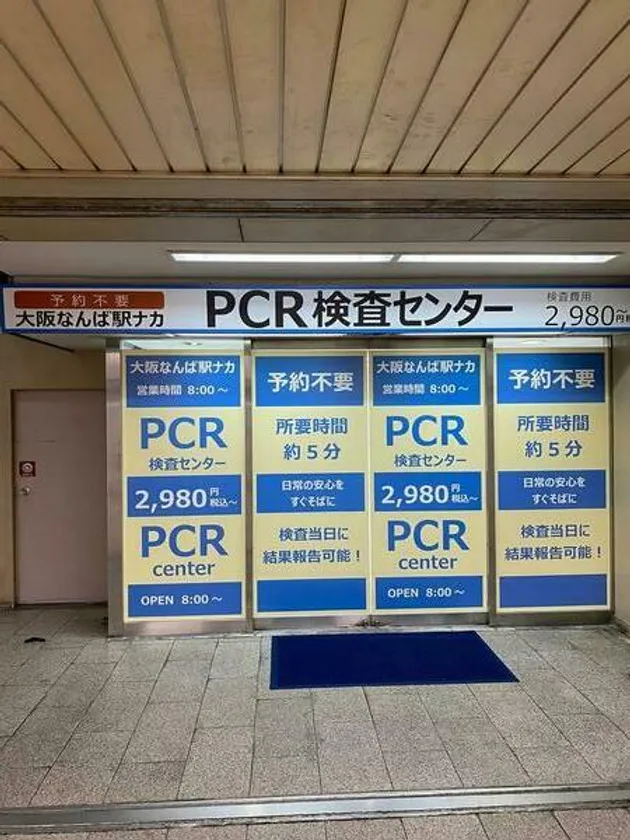 予約不要
大阪なんば駅ナカ
PCR検査センター
検査費用
2,980円税
大阪なんば駅ナカ
営業時間 8:00～
PCR
検査センター
2,980円税込～
PCR
center
OPEN 8:00～
予約不要
所要時間
約5分
日常の安心を
すぐそばに
検査当日に
結果報告可能！
大阪なんば駅ナカ
営業時間 8:00～
PCR
検査センター
2,980円税込～
PCR
center
OPEN 8:00～
予約不要
所要時間
約5分
日常の安心を
すぐそばに
検査当日に
結果報告可能！